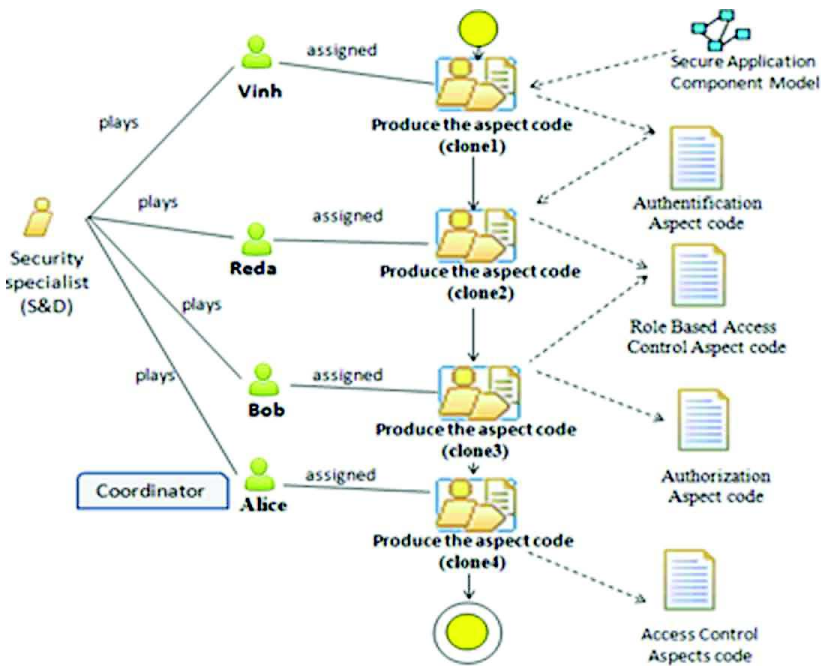 assigned
Vinh
Secure Application
Component Model
Produce the aspect code
(clone1)
plays
Authentification
Aspect code
plays
assigned
Reda
Security
specialist
(S&D)
Produce the aspect code
(clone2)
plays
Role Based Access
Control Aspect code
plays
assigned
Bob
Produce the aspect code
(clone3)
Authorization
Aspect code
Coordinator
assigned
Alice
Produce the aspect code
(clone4)
Access Control
Aspects code